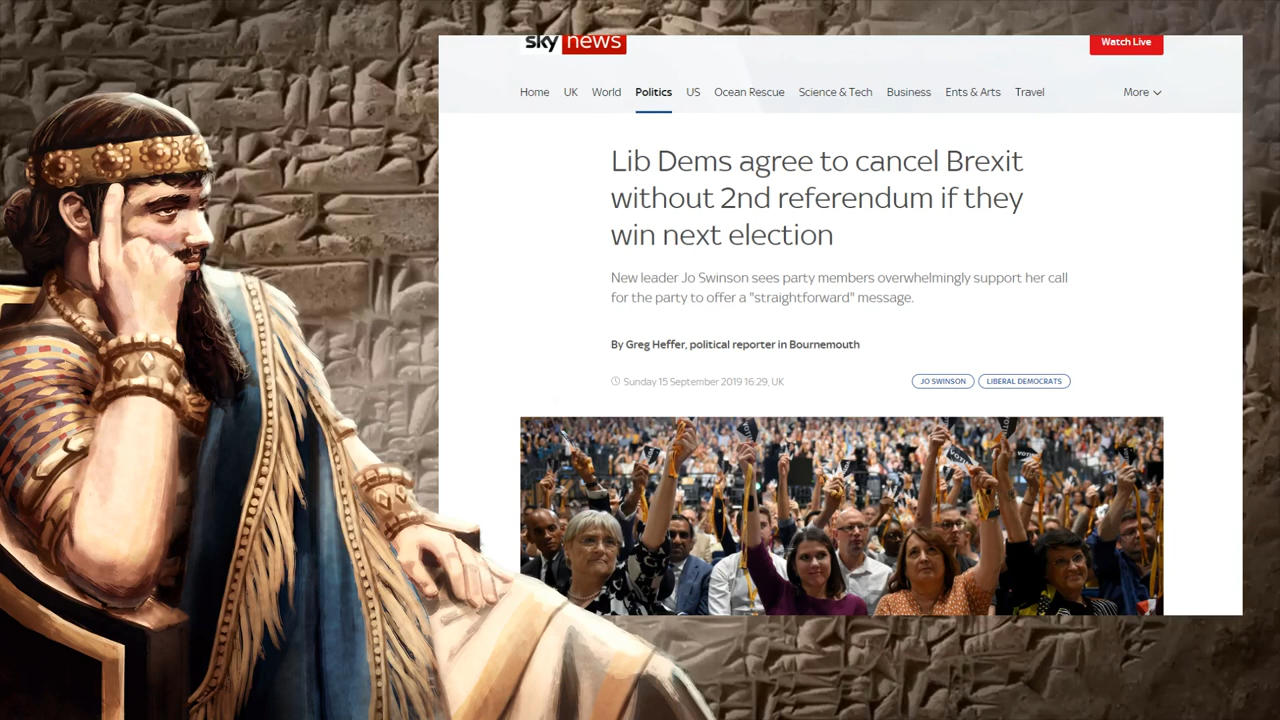 sky news
Watch Live
Home UK World Politics US Ocean Rescue Science & Tech Business Ents & Arts Travel More
Lib Dems agree to cancel Brexit
without 2nd referendum if they
win next election
New leader Jo Swinson sees party members overwhelmingly support her call
for the party to offer a "straightforward" message.
By Greg Heffer, political reporter in Bournemouth
Sunday 15 September 2019 16:29, UK
JO SWINSON LIBERAL DEMOCRATS